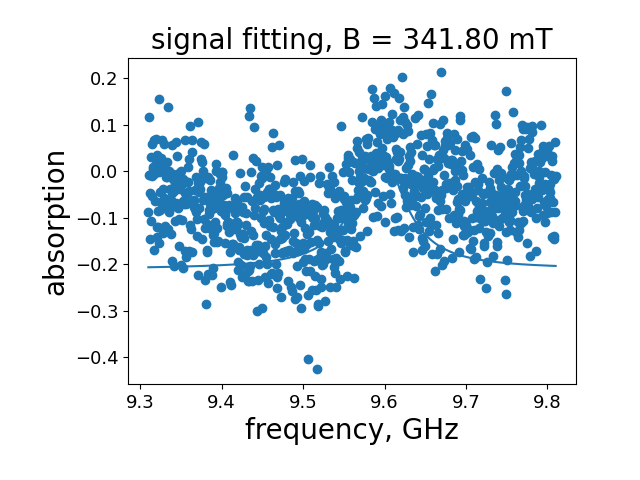 signal fitting, B = 341.80 mT
absorption
0.2
0.1
0.0
−0.1
−0.2
−0.3
−0.4
9.3 9.4 9.5 9.6 9.7 9.8
frequency, GHz